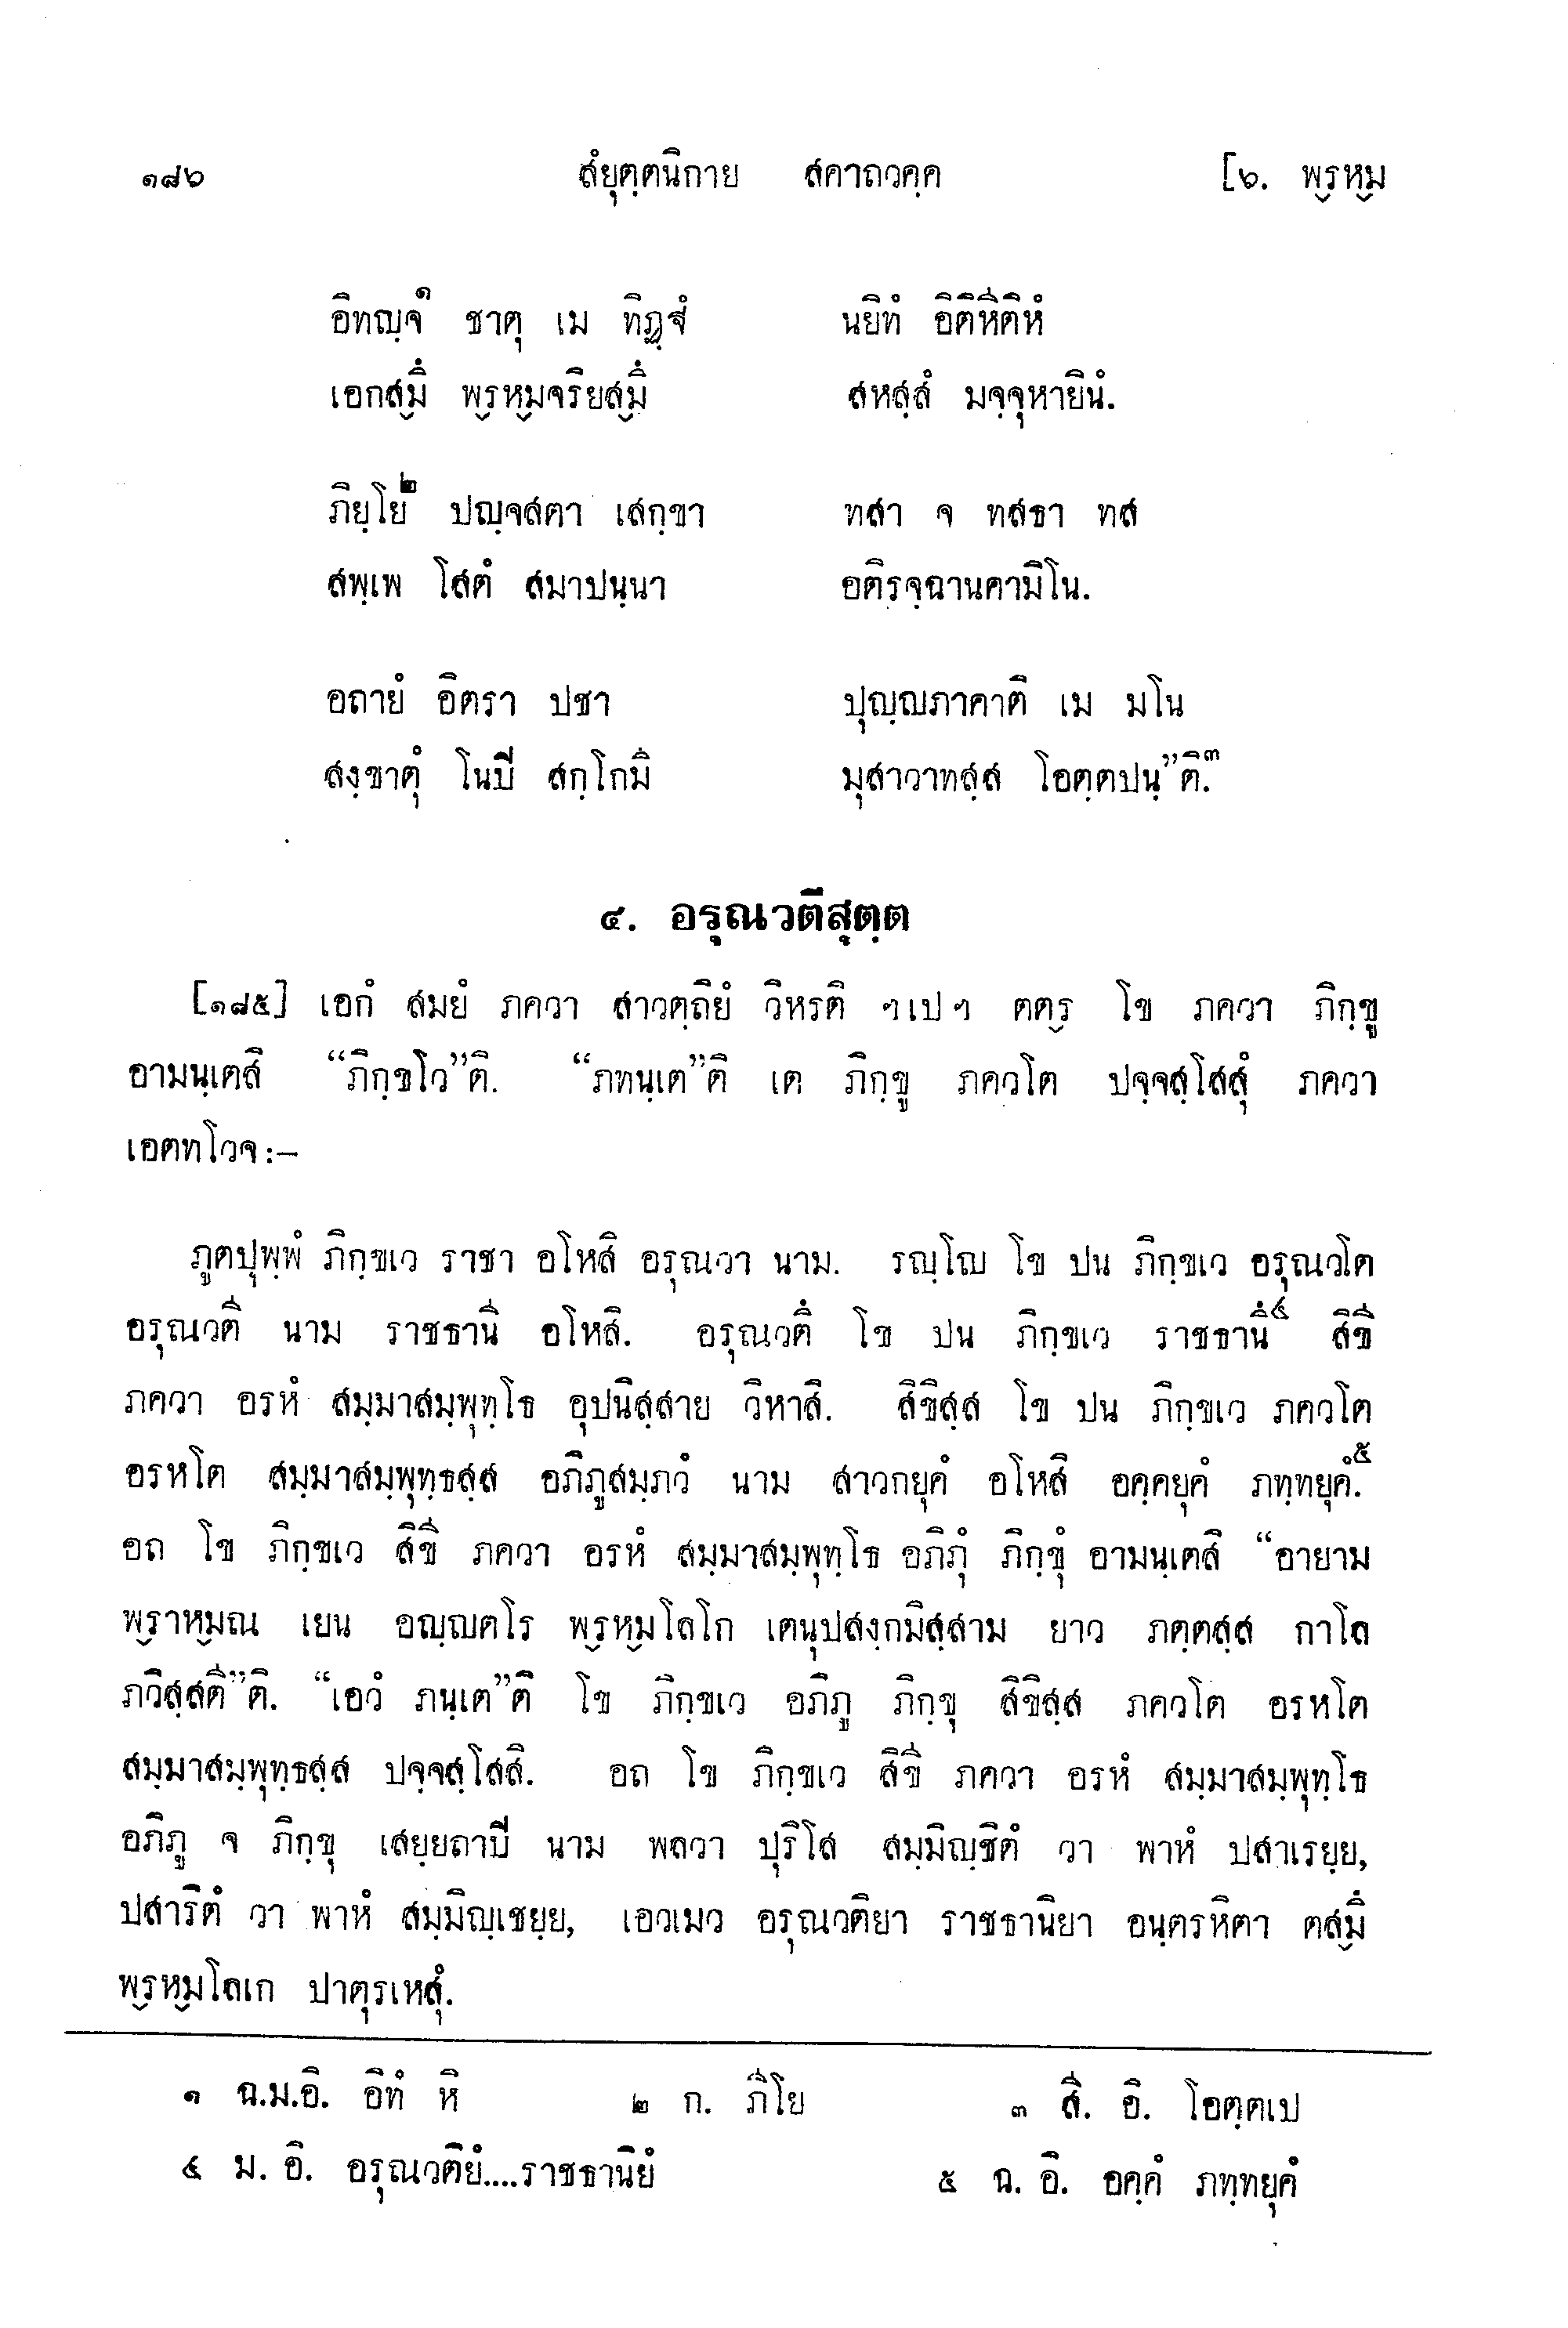 ๑๘๖ สํยุตฺตนิกาย สคาถวคฺค [๖. พฺ๎รหฺ๎ม
อิทญฺจ๑ ชาตุ เม ทิฏฺฐํ นยิทํ อิติหีติหํ
เอกสฺ๎มึ พฺ๎รหฺ๎มจริยสฺ๎มึ สหสฺสํ มจฺจุหายินํ.
ภิยฺโย๒ ปญฺจสตา เสกฺขา ทสา จ ทสธา ทส
สพฺเพ โสตํ สมาปนฺนา อติรจฺฉานคามิโน.
อถายํ อิตรา ปชา ปุญฺญภาคาติ เม มโน
สงฺขาตุํ โนปี สกฺโกมิ มุสาวาทสฺส โอตฺตปนฺ”ติ.๓
๔. อรุณวตีสุตฺต
[๑๘๕] เอกํ สมยํ ภควา สาวตฺถิยํ วิหรติ ฯเปฯ ตตฺ๎ร โข ภควา ภิกฺขู
อามนฺเตสิ “ภิกฺขโว”ติ. “ภทนฺเต”ติ เต ภิกฺขู ภควโต ปจฺจสฺโสสุํ ภควา
เอตทโวจ:–
ภูตปุพฺพํ ภิกฺขเว ราชา อโหสิ อรุณวา นาม. รญฺโญ โข ปน ภิกฺขเว อรุณวโต
อรุณวตี นาม ราชธานี อโหสิ. อรุณวตึ โข ปน ภิกฺขเว ราชธานึ๔ สิขี
ภควา อรหํ สมฺมาสมฺพุทฺโธ อุปนิสฺสาย วิหาสิ. สิขิสฺส โข ปน ภิกฺขเว ภควโต
อรหโต สมฺมาสมฺพุทฺธสฺส อภิภูสมฺภวํ นาม สาวกยุคํ อโหสิ อคฺคยุคํ ภทฺทยุคํ.๕
อถ โข ภิกฺขเว สิขี ภควา อรหํ สมฺมาสมฺพุทฺโธ อภิภุํ ภิกฺขุํ อามนฺเตสิ “อายาม
พฺ๎ราหฺ๎มณ เยน อญฺญตโร พฺ๎รหฺ๎มโลโก เตนุปสงฺกมิสฺสาม ยาว ภตฺตสฺส กาโล
ภวิสฺสตี”ติ. “เอวํ ภนฺเต”ติ โข ภิกฺขเว อภิภู ภิกฺขุ สิขิสฺส ภควโต อรหโต
สมฺมาสมฺพุทฺธสฺส ปจฺจสฺโสสิ. อถ โข ภิกฺขเว สิขี ภควา อรหํ สมฺมาสมฺพุทฺโธ
อภิภู จ ภิกฺขุ เสยฺยถาปี นาม พลวา ปุริโส สมฺมิญฺชิตํ วา พาหํ ปสาเรยฺย,
ปสาริตํ วา พาหํ สมฺมิญฺเชยฺย, เอวเมว อรุณวติยา ราชธานิยา อนฺตรหิตา ตสฺ๎มึ
พฺ๎รหฺ๎มโลเก ปาตุรเหสุํ.
๑ ฉ.ม.อิ. อิทํ หิ ๒ ก. ภีโย ๓ สี. อิ. โอตฺตเป
๔ ม. อิ. อรุณวติยํ....ราชธานิยํ ๕ ฉ. อิ. อคฺคํ ภทฺทยุคํ